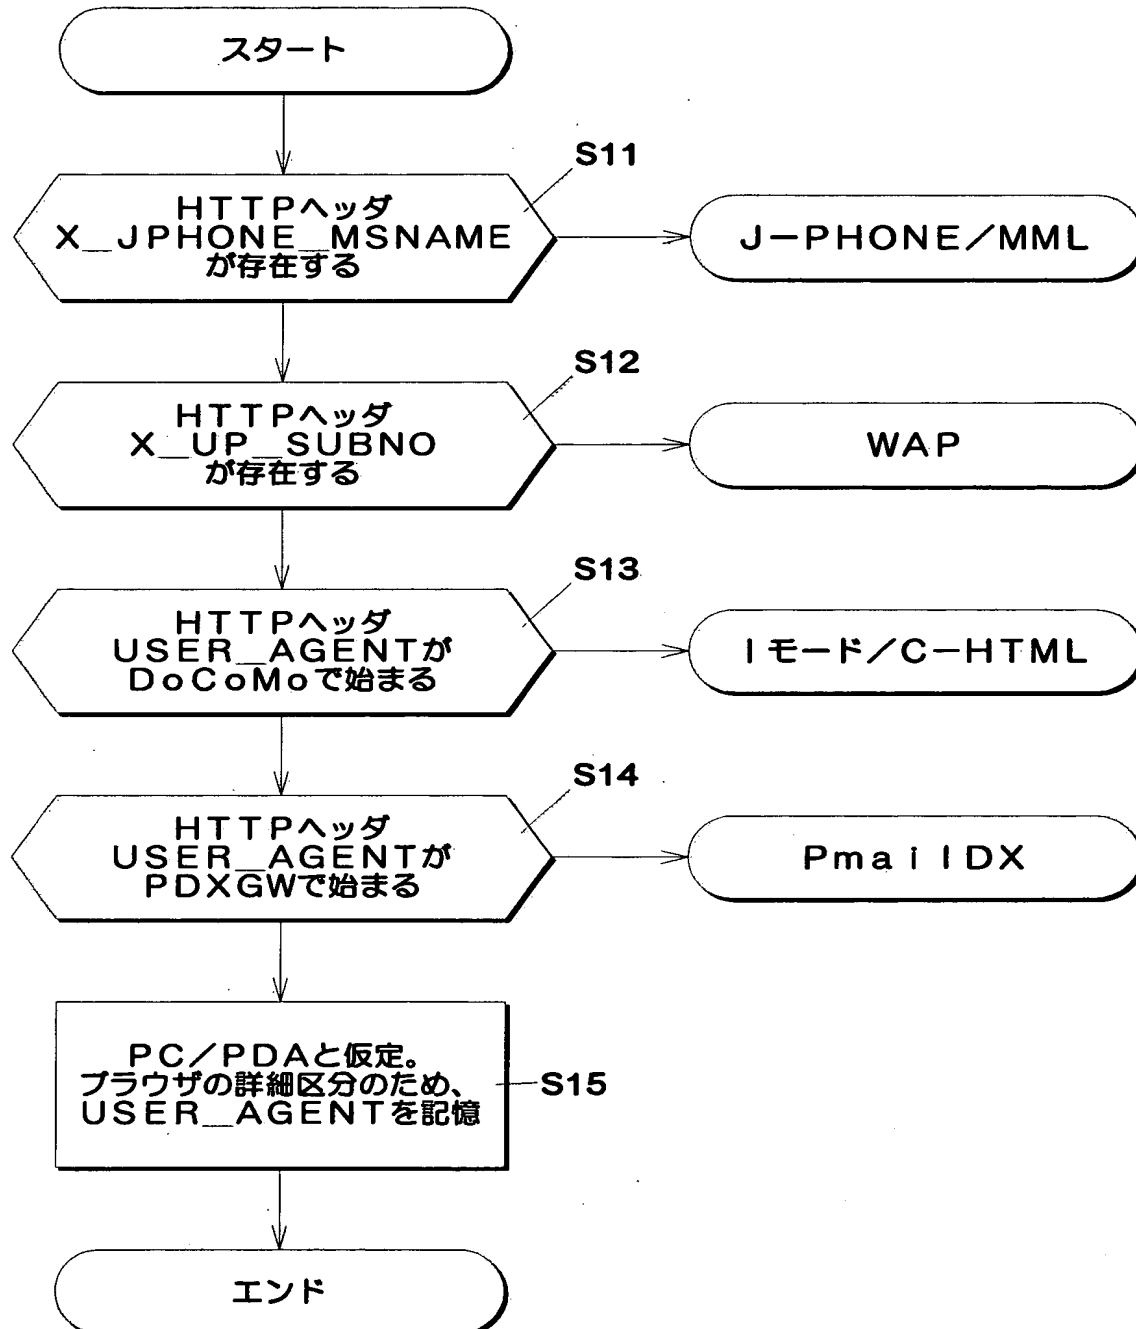 スタート
S11
HTTPヘッダ
X__JPHONE__MSNAME
が存在する
J-PHONE/MML
S12
HTTPヘッダ
X__UP__SUBNO
が存在する
WAP
S13
HTTPヘッダ
USER__AGENTが
DoCoMoで始まる
Iモード/C-HTML
S14
HTTPヘッダ
USER__AGENTが
PDXGWで始まる
PmailDX
PC/PDAと仮定。
ブラウザの詳細区分のため、
USER__AGENTを記憶
S15
エンド